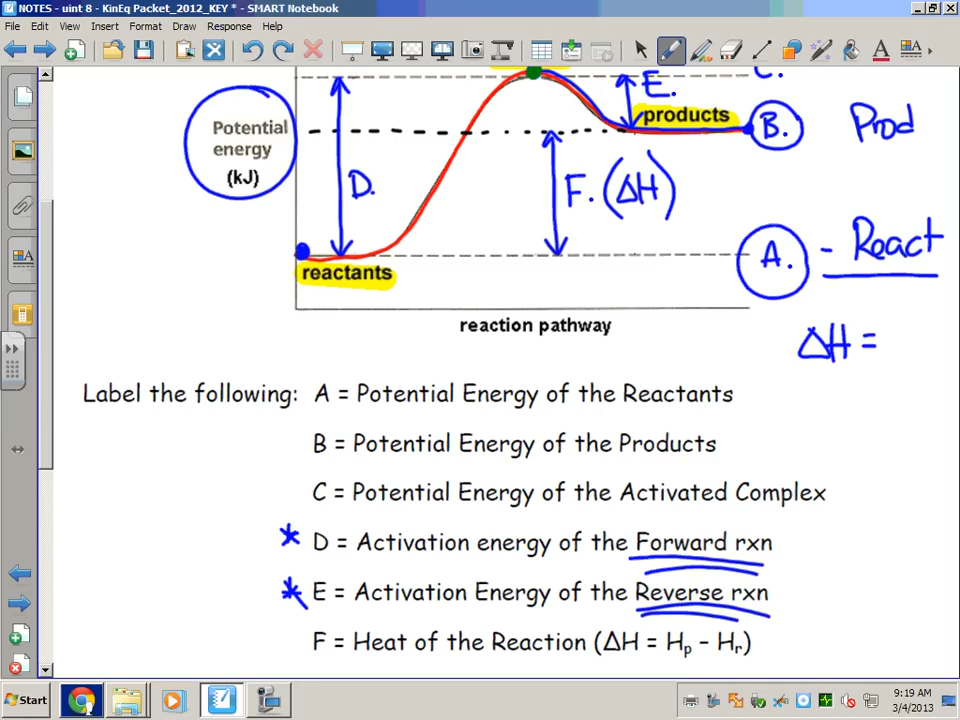 NOTES - uint 8 - KinEq Packet_2012_KEY * - SMART Notebook
File Edit View Insert Format Draw Response Help
E.
products
B. Prod
Potential
energy
(kJ)
D.
F. (ΔH)
A. - React
reactants
reaction pathway
ΔH =
Label the following: A = Potential Energy of the Reactants
B = Potential Energy of the Products
C = Potential Energy of the Activated Complex
* D = Activation energy of the Forward rxn
* E = Activation Energy of the Reverse rxn
F = Heat of the Reaction (ΔH = Hp - Hr)
Start
9:19 AM
3/4/2013